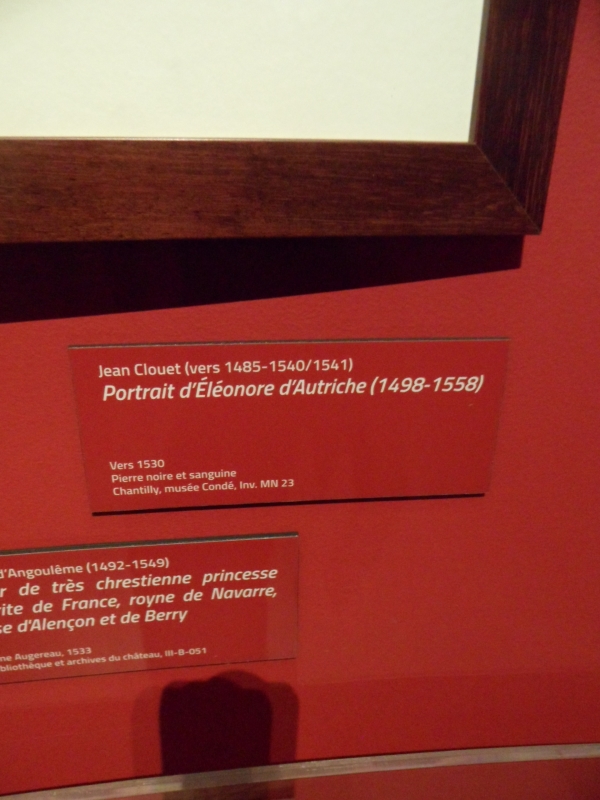 Jean Clouet (vers 1485-1540/1541)
Portrait d'Éléonore d'Autriche (1498-1558)
Vers 1530
Pierre noire et sanguine
Chantilly, musée Condé, Inv. MN 23
d'Angoulême (1492-1549)
r de très chrestienne princesse
rite de France, royne de Navarre,
se d'Alençon et de Berry
ne Augereau, 1533
bliothèque et archives du château, III-B-051